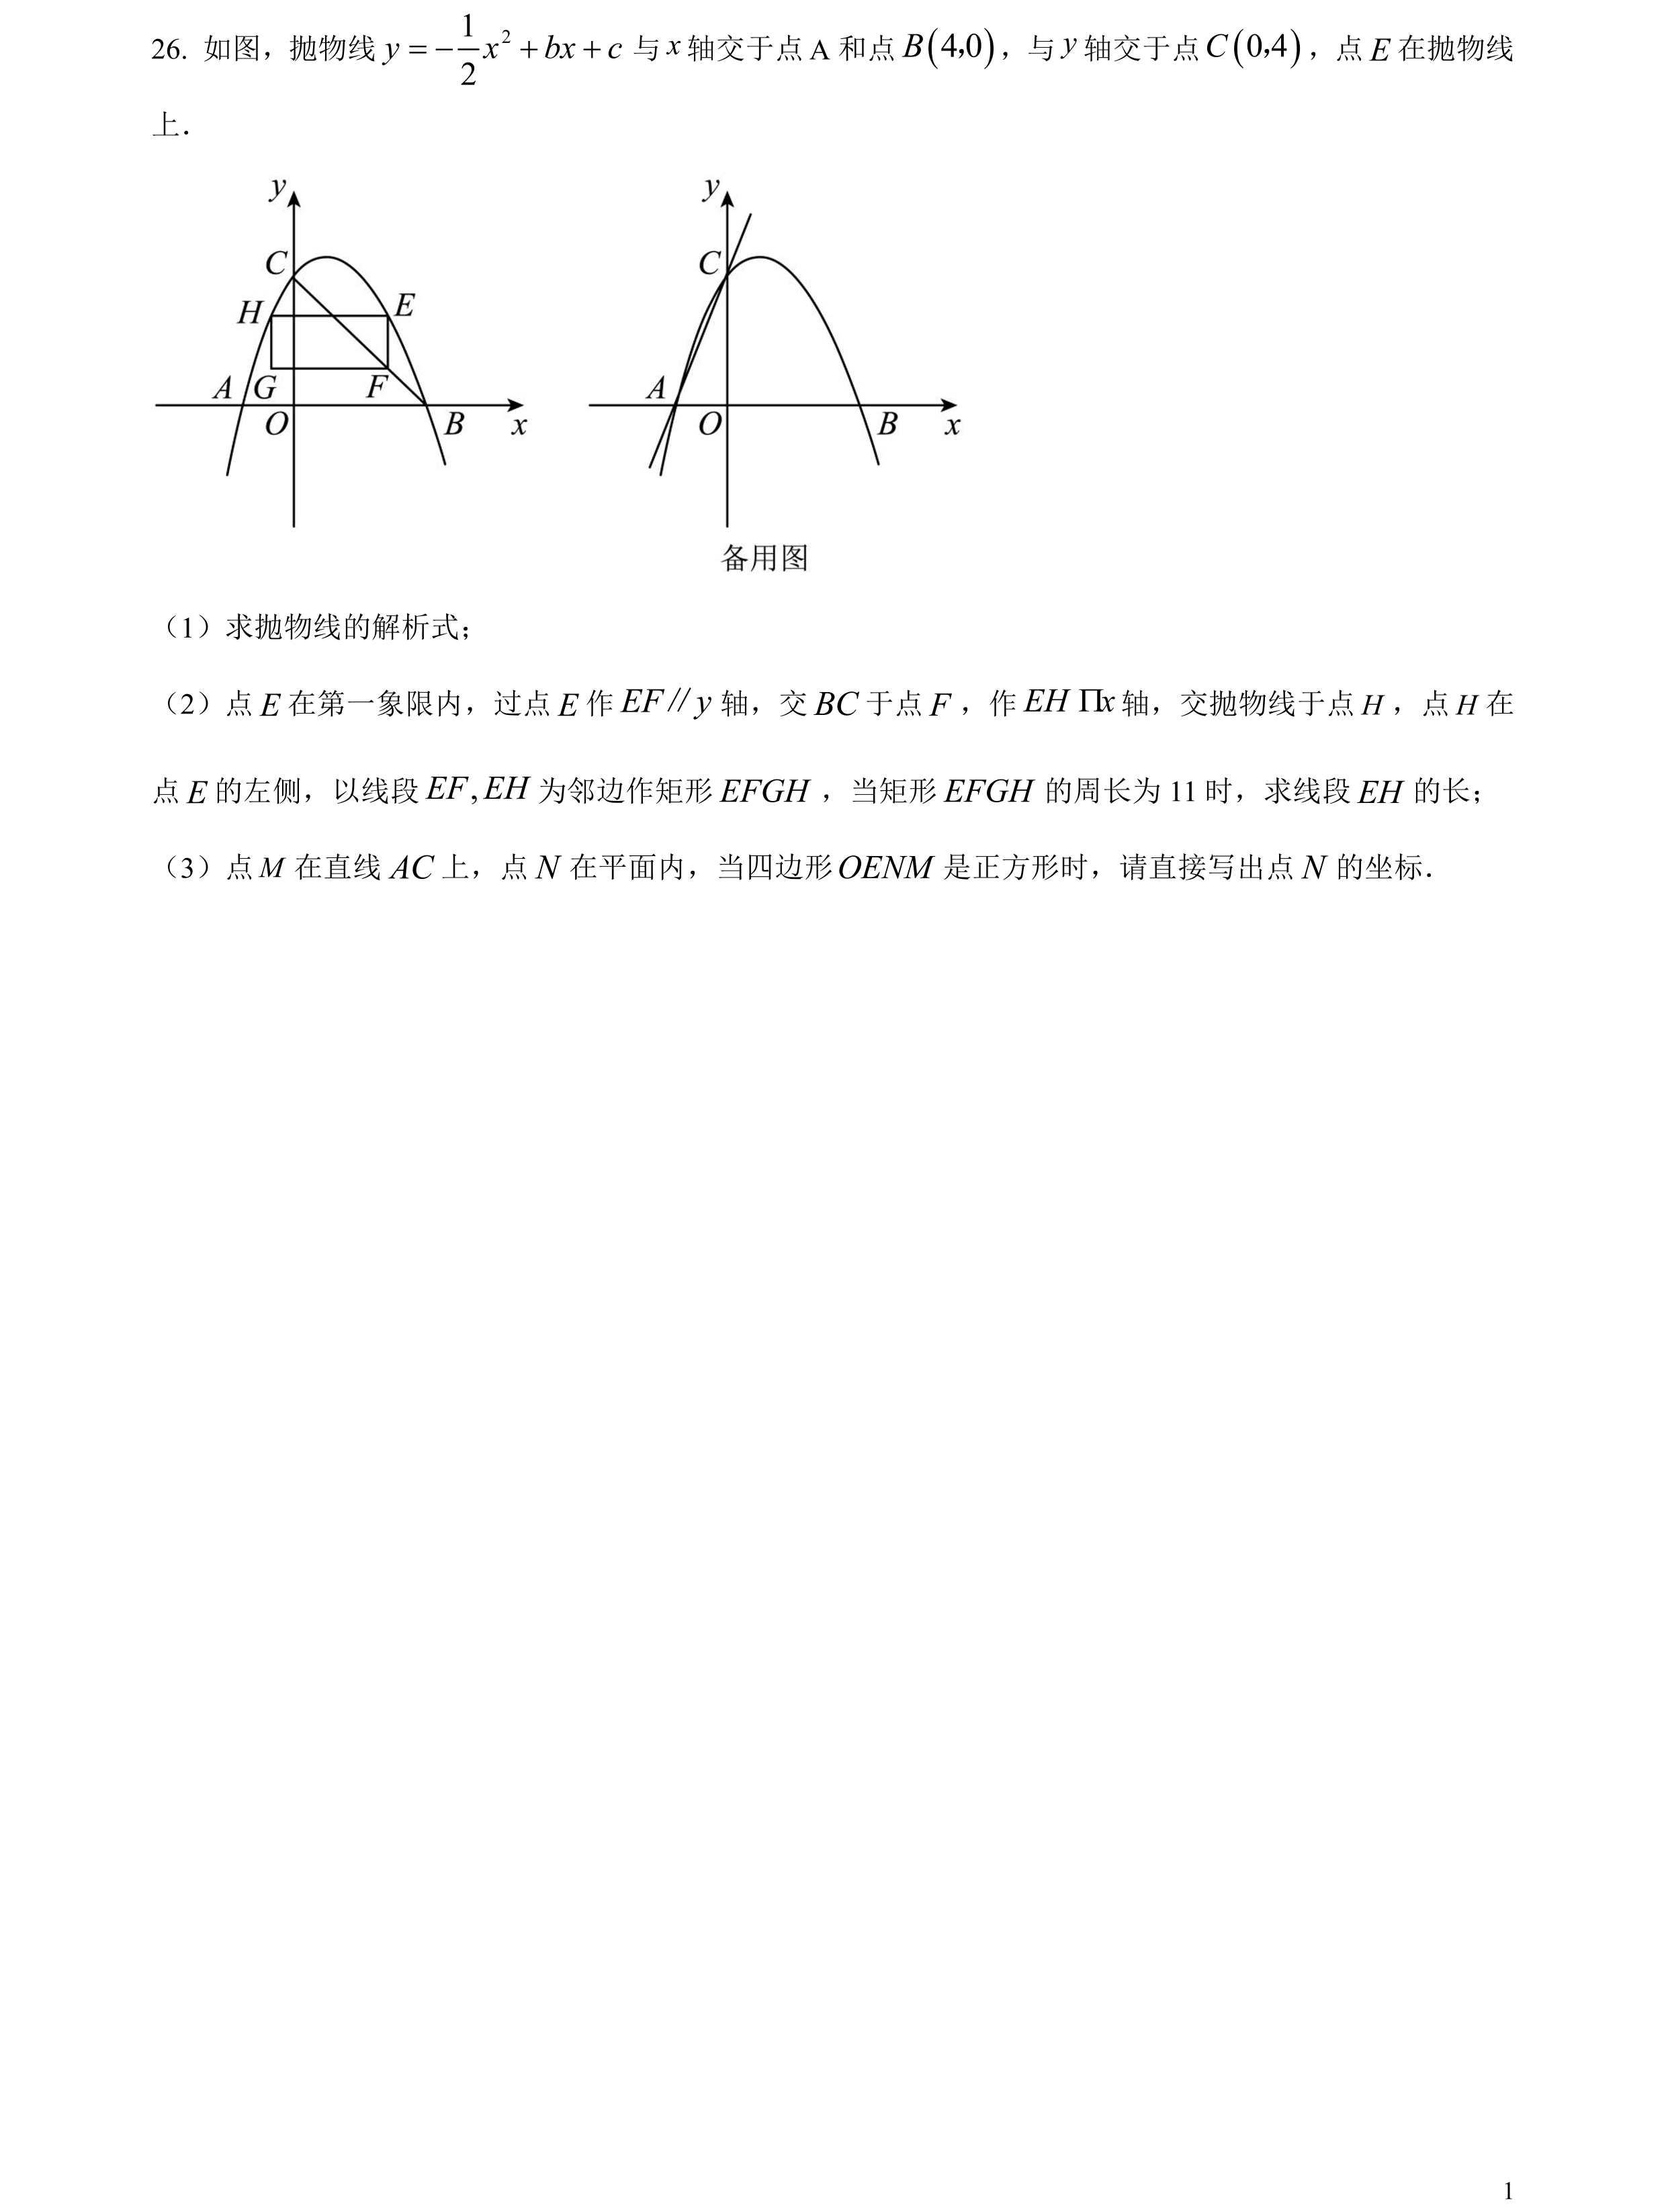 26. 如图，抛物线 y = −1/2 x² + bx + c 与 x 轴交于点 A 和点 B(4,0)，与 y 轴交于点 C(0,4)，点 E 在抛物线
上．
y
C
H
E
A
G
F
O
B
x
y
C
A
O
B
x
备用图
（1）求抛物线的解析式；
（2）点 E 在第一象限内，过点 E 作 EF // y 轴，交 BC 于点 F，作 EH Πx 轴，交抛物线于点 H，点 H 在
点 E 的左侧，以线段 EF, EH 为邻边作矩形 EFGH，当矩形 EFGH 的周长为 11 时，求线段 EH 的长；
（3）点 M 在直线 AC 上，点 N 在平面内，当四边形 OENM 是正方形时，请直接写出点 N 的坐标．
1